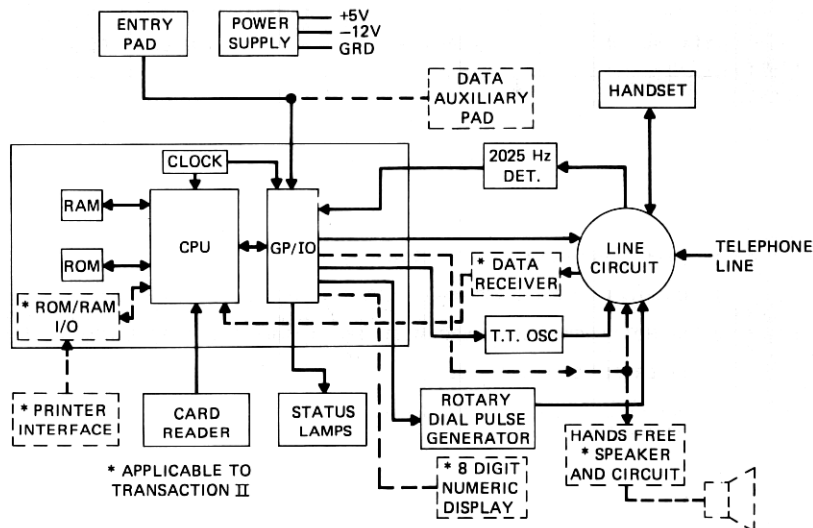 ENTRY
PAD
POWER
SUPPLY
+5V
-12V
GRD
DATA
AUXILIARY
PAD
HANDSET
CLOCK
2025 Hz
DET.
RAM
CPU
GP/IO
ROM
LINE
CIRCUIT
TELEPHONE
LINE
* DATA
RECEIVER
* ROM/RAM
I/O
T.T. OSC
* PRINTER
INTERFACE
CARD
READER
STATUS
LAMPS
ROTARY
DIAL PULSE
GENERATOR
HANDS FREE
* SPEAKER
AND CIRCUIT
* 8 DIGIT
NUMERIC
DISPLAY
* APPLICABLE TO
TRANSACTION II